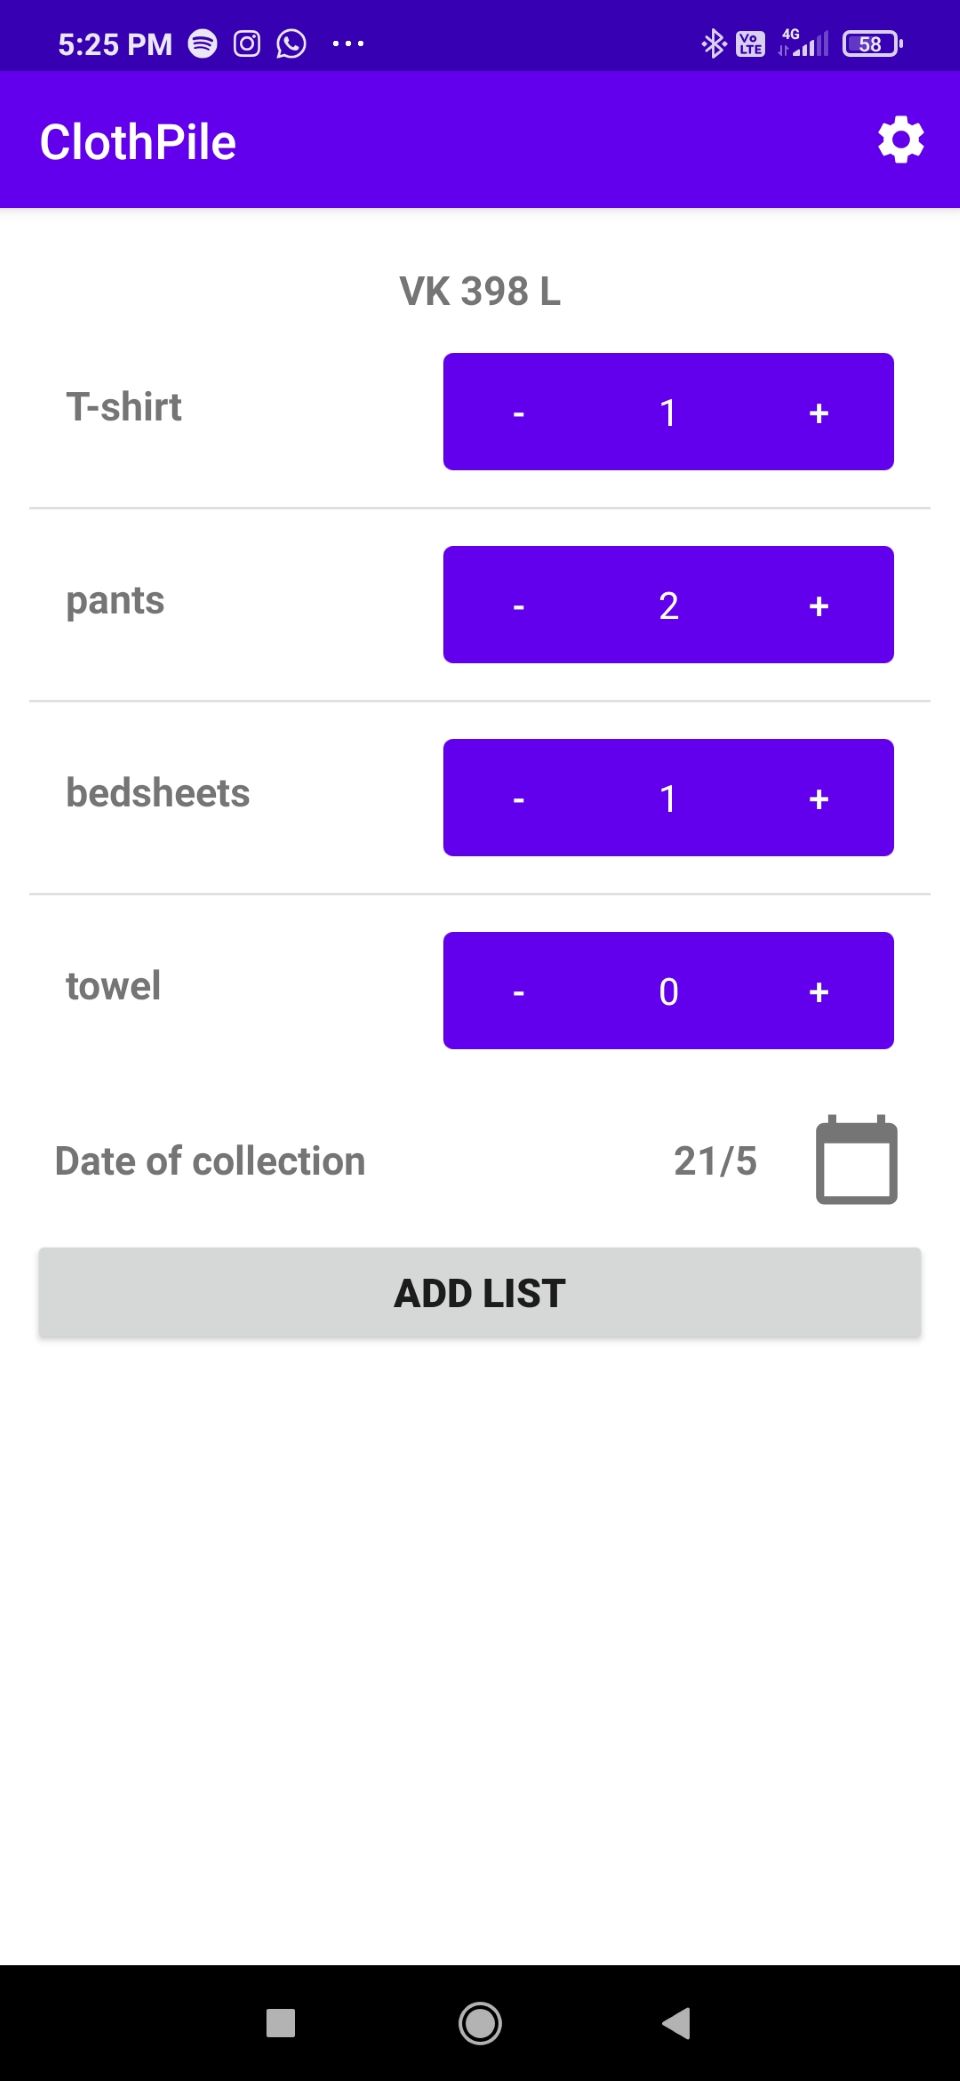 5:25 PM ... Vo LTE 4G 58
ClothPile
VK 398 L
T-shirt - 1 +
pants - 2 +
bedsheets - 1 +
towel - 0 +
Date of collection 21/5
ADD LIST